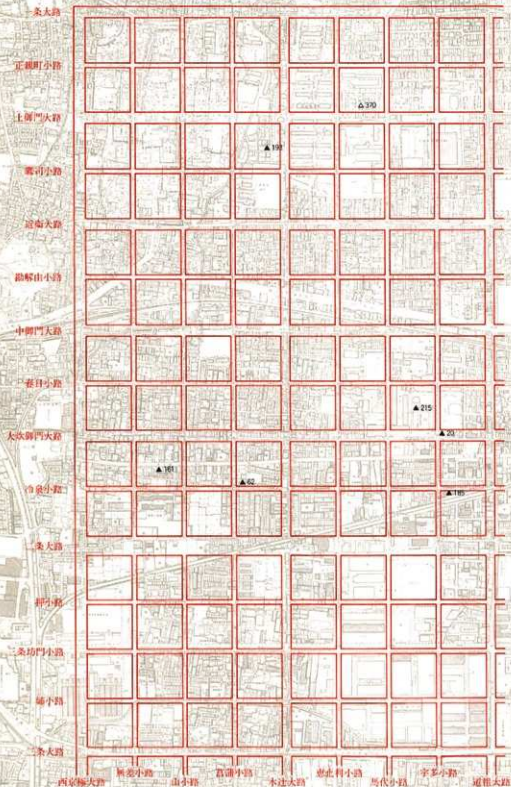 一条大路
正親町小路
△370
土御門大路
鷹司小路
近衛大路
勘解由小路
中御門大路
春日小路
▲215
▲20
大炊御門大路
▲161
▲62
冷泉小路
二条大路
押小路
三条坊門小路
姉小路
三条大路
無差小路 菖蒲小路 恵止利小路 宇多小路
西京極大路 山小路 木辻大路 馬代小路 道祖大路